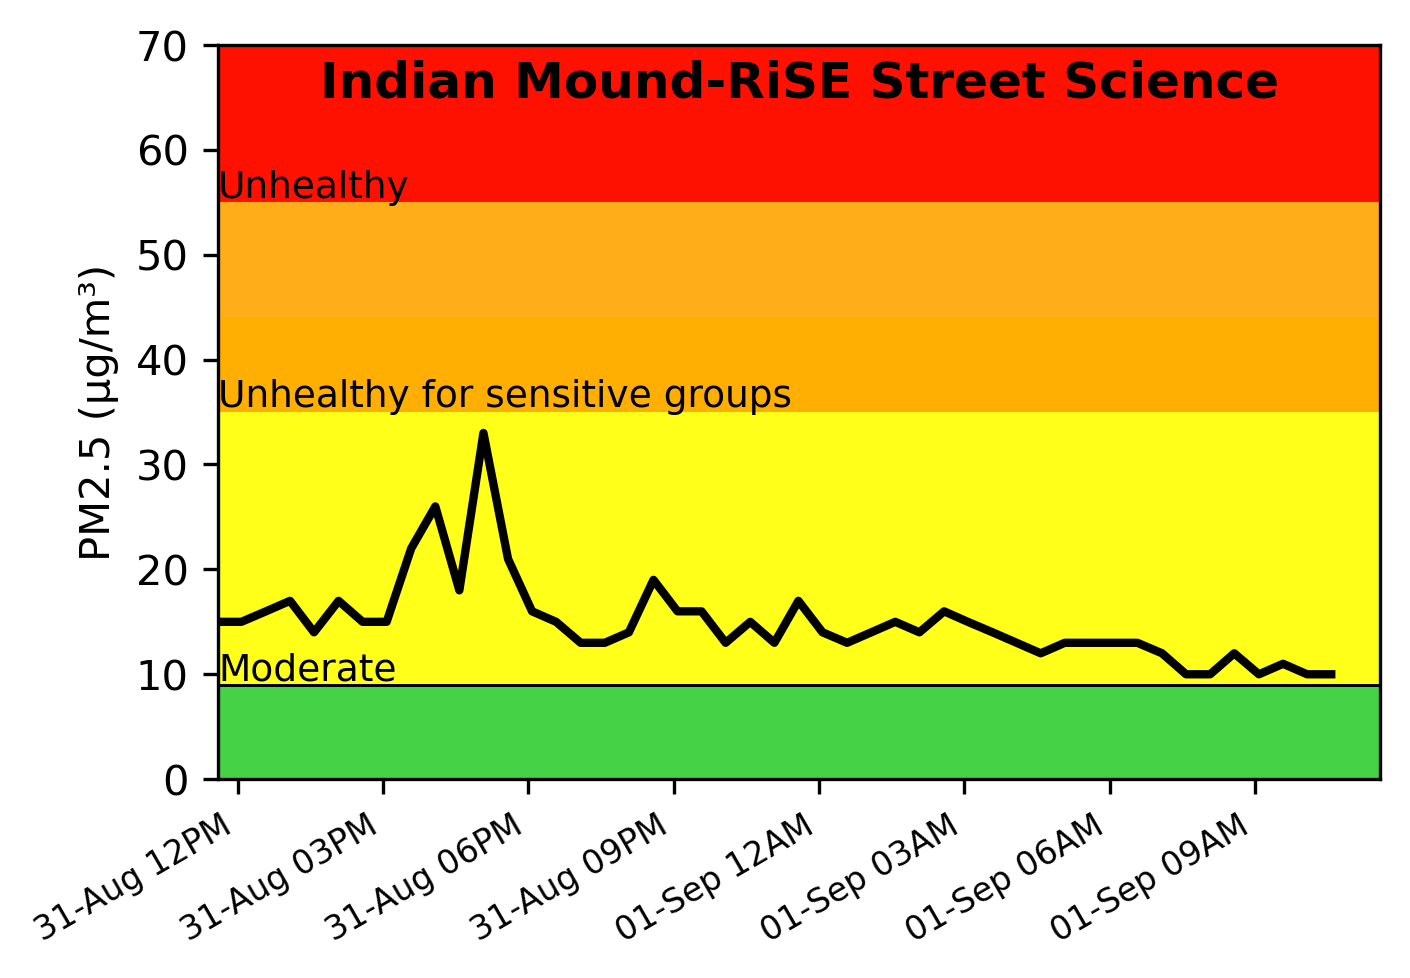 Indian Mound-RiSE Street Science
70
60
50
40
30
20
10
0
PM2.5 (µg/m³)
Unhealthy
Unhealthy for sensitive groups
Moderate
31-Aug 12PM
31-Aug 03PM
31-Aug 06PM
31-Aug 09PM
01-Sep 12AM
01-Sep 03AM
01-Sep 06AM
01-Sep 09AM